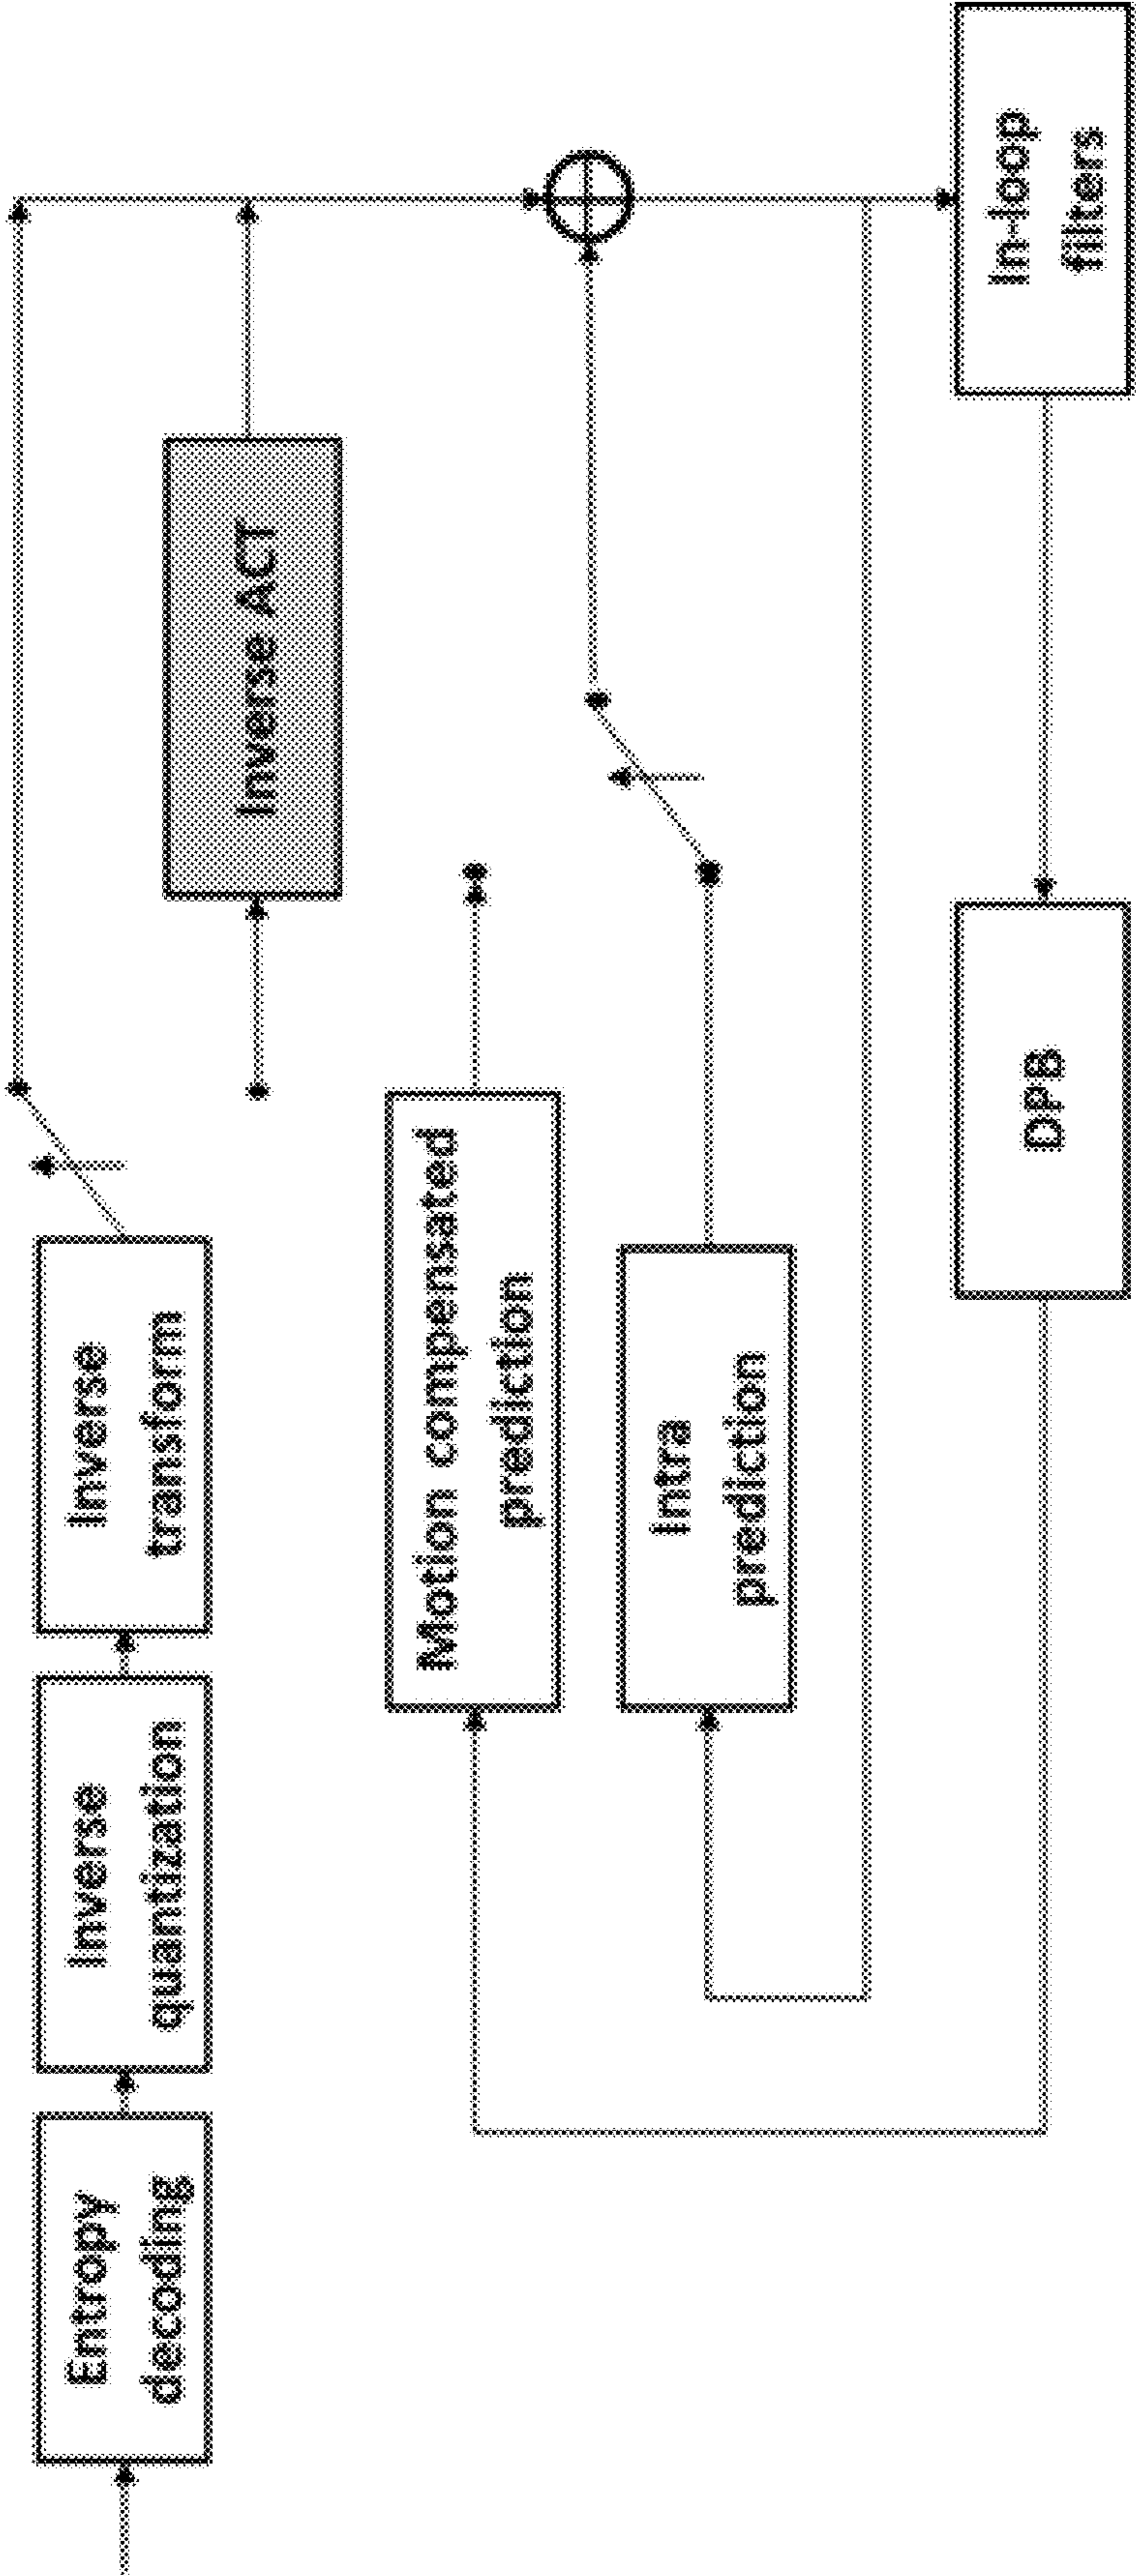 Entropy
decoding
Inverse
quantization
Inverse
transform
Inverse ACT
Motion compensated
prediction
Intra
prediction
DPB
In-loop
filters